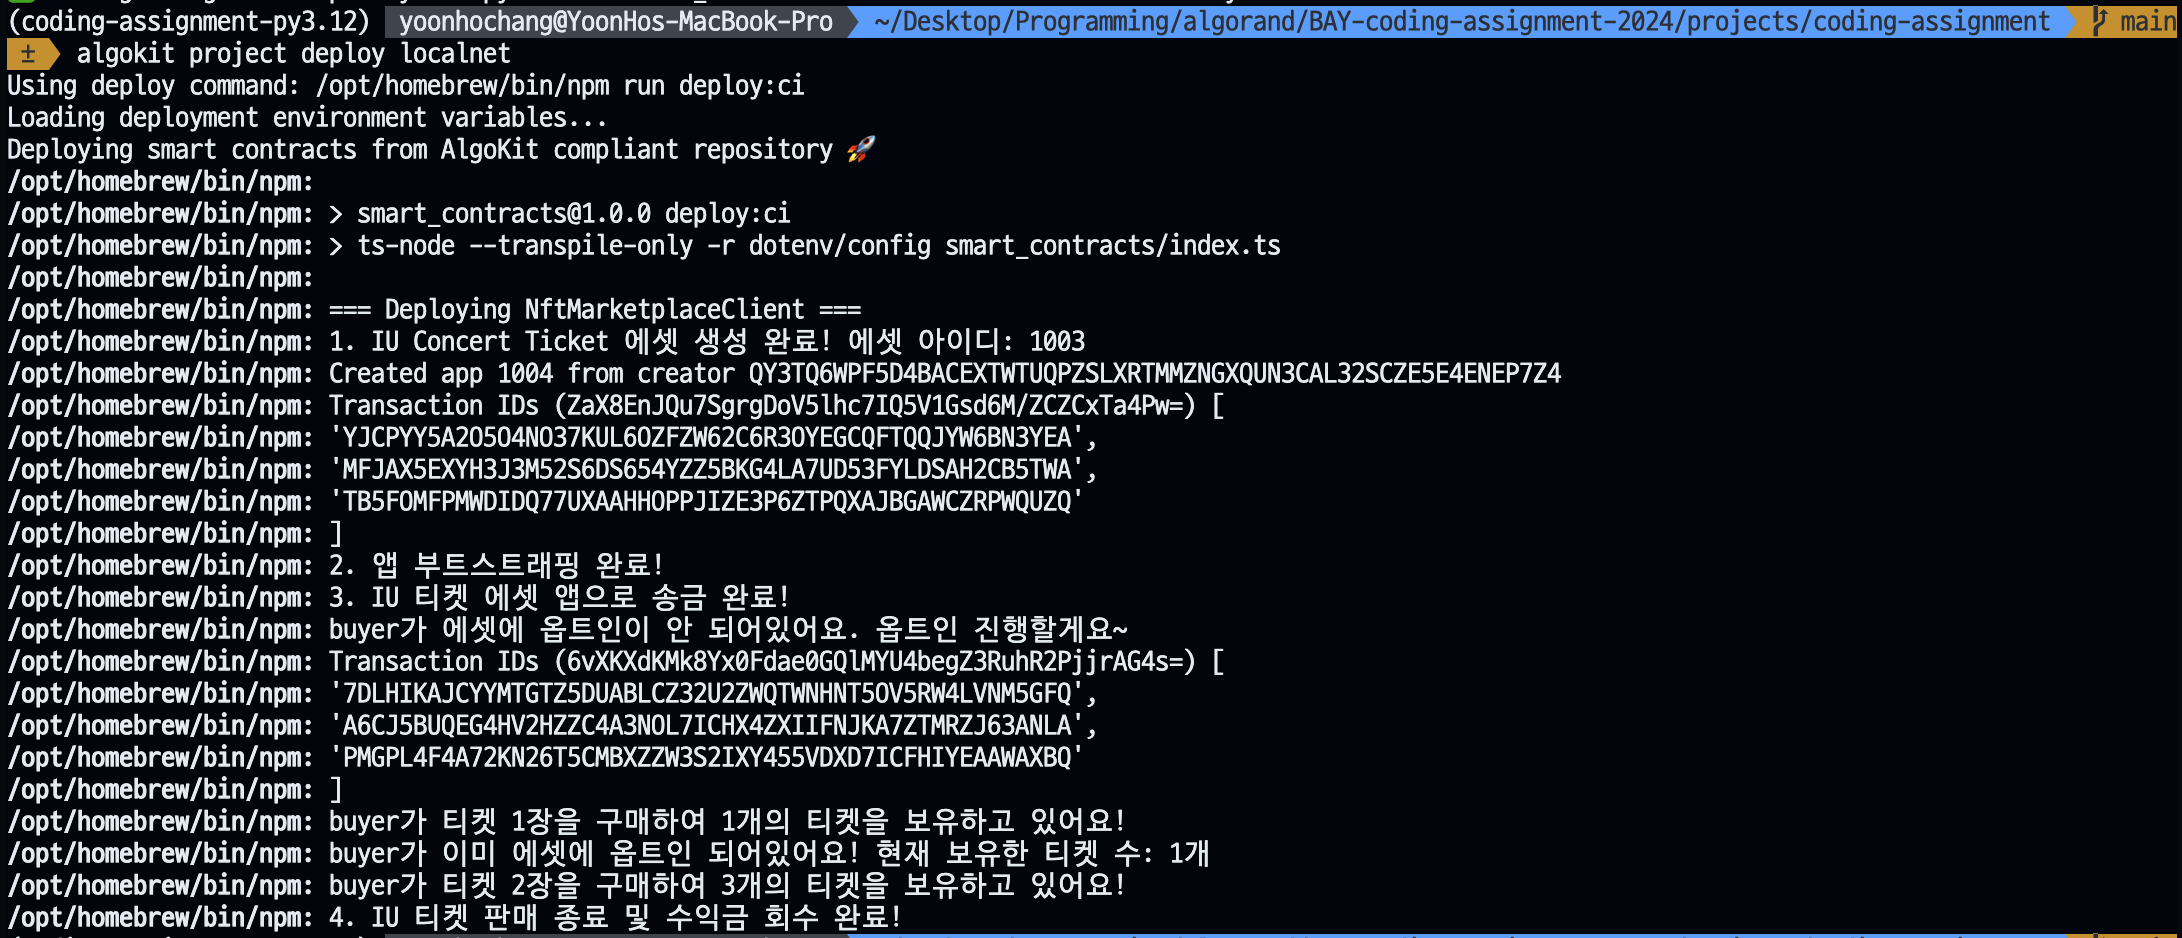 (coding-assignment-py3.12) yoonhochang@YoonHos-MacBook-Pro ~/Desktop/Programming/algorand/BAY-coding-assignment-2024/projects/coding-assignment main
± algokit project deploy localnet
Using deploy command: /opt/homebrew/bin/npm run deploy:ci
Loading deployment environment variables...
Deploying smart contracts from AlgoKit compliant repository 🚀
/opt/homebrew/bin/npm:
/opt/homebrew/bin/npm: > smart_contracts@1.0.0 deploy:ci
/opt/homebrew/bin/npm: > ts-node --transpile-only -r dotenv/config smart_contracts/index.ts
/opt/homebrew/bin/npm:
/opt/homebrew/bin/npm: === Deploying NftMarketplaceClient ===
/opt/homebrew/bin/npm: 1. IU Concert Ticket 에셋 생성 완료! 에셋 아이디: 1003
/opt/homebrew/bin/npm: Created app 1004 from creator QY3TQ6WPF5D4BACEXTWTUQPZSLXRTMMZNGXQUN3CAL32SCZE5E4ENEP7Z4
/opt/homebrew/bin/npm: Transaction IDs (ZaX8EnJQu7SgrgDoV5lhc7IQ5V1Gsd6M/ZCZCxTa4Pw=) [
/opt/homebrew/bin/npm: 'YJCPYY5A2O5O4NO37KUL6OZFZW62C6R3OYEGCQFTQQJYW6BN3YEA',
/opt/homebrew/bin/npm: 'MFJAX5EXYH3J3M52S6DS654YZZ5BKG4LA7UD53FYLDSAH2CB5TWA',
/opt/homebrew/bin/npm: 'TB5FOMFPMWDIDQ77UXAAHHOPPJIZE3P6ZTPQXAJBGAWCZRPWQUZQ'
/opt/homebrew/bin/npm: ]
/opt/homebrew/bin/npm: 2. 앱 부트스트래핑 완료!
/opt/homebrew/bin/npm: 3. IU 티켓 에셋 앱으로 송금 완료!
/opt/homebrew/bin/npm: buyer가 에셋에 옵트인이 안 되어있어요. 옵트인 진행할게요~
/opt/homebrew/bin/npm: Transaction IDs (6vXKXdKMk8Yx0Fdae0GQlMYU4begZ3RuhR2PjjrAG4s=) [
/opt/homebrew/bin/npm: '7DLHIKAJCYYMTGTZ5DUABLCZ32U2ZWQTWNHNT5OV5RW4LVNM5GFQ',
/opt/homebrew/bin/npm: 'A6CJ5BUQEG4HV2HZZC4A3NOL7ICHX4ZXIIFNJKA7ZTMRZJ63ANLA',
/opt/homebrew/bin/npm: 'PMGPL4F4A72KN26T5CMBXZZW3S2IXY455VDXD7ICFHIYEAAWAXBQ'
/opt/homebrew/bin/npm: ]
/opt/homebrew/bin/npm: buyer가 티켓 1장을 구매하여 1개의 티켓을 보유하고 있어요!
/opt/homebrew/bin/npm: buyer가 이미 에셋에 옵트인 되어있어요! 현재 보유한 티켓 수: 1개
/opt/homebrew/bin/npm: buyer가 티켓 2장을 구매하여 3개의 티켓을 보유하고 있어요!
/opt/homebrew/bin/npm: 4. IU 티켓 판매 종료 및 수익금 회수 완료!